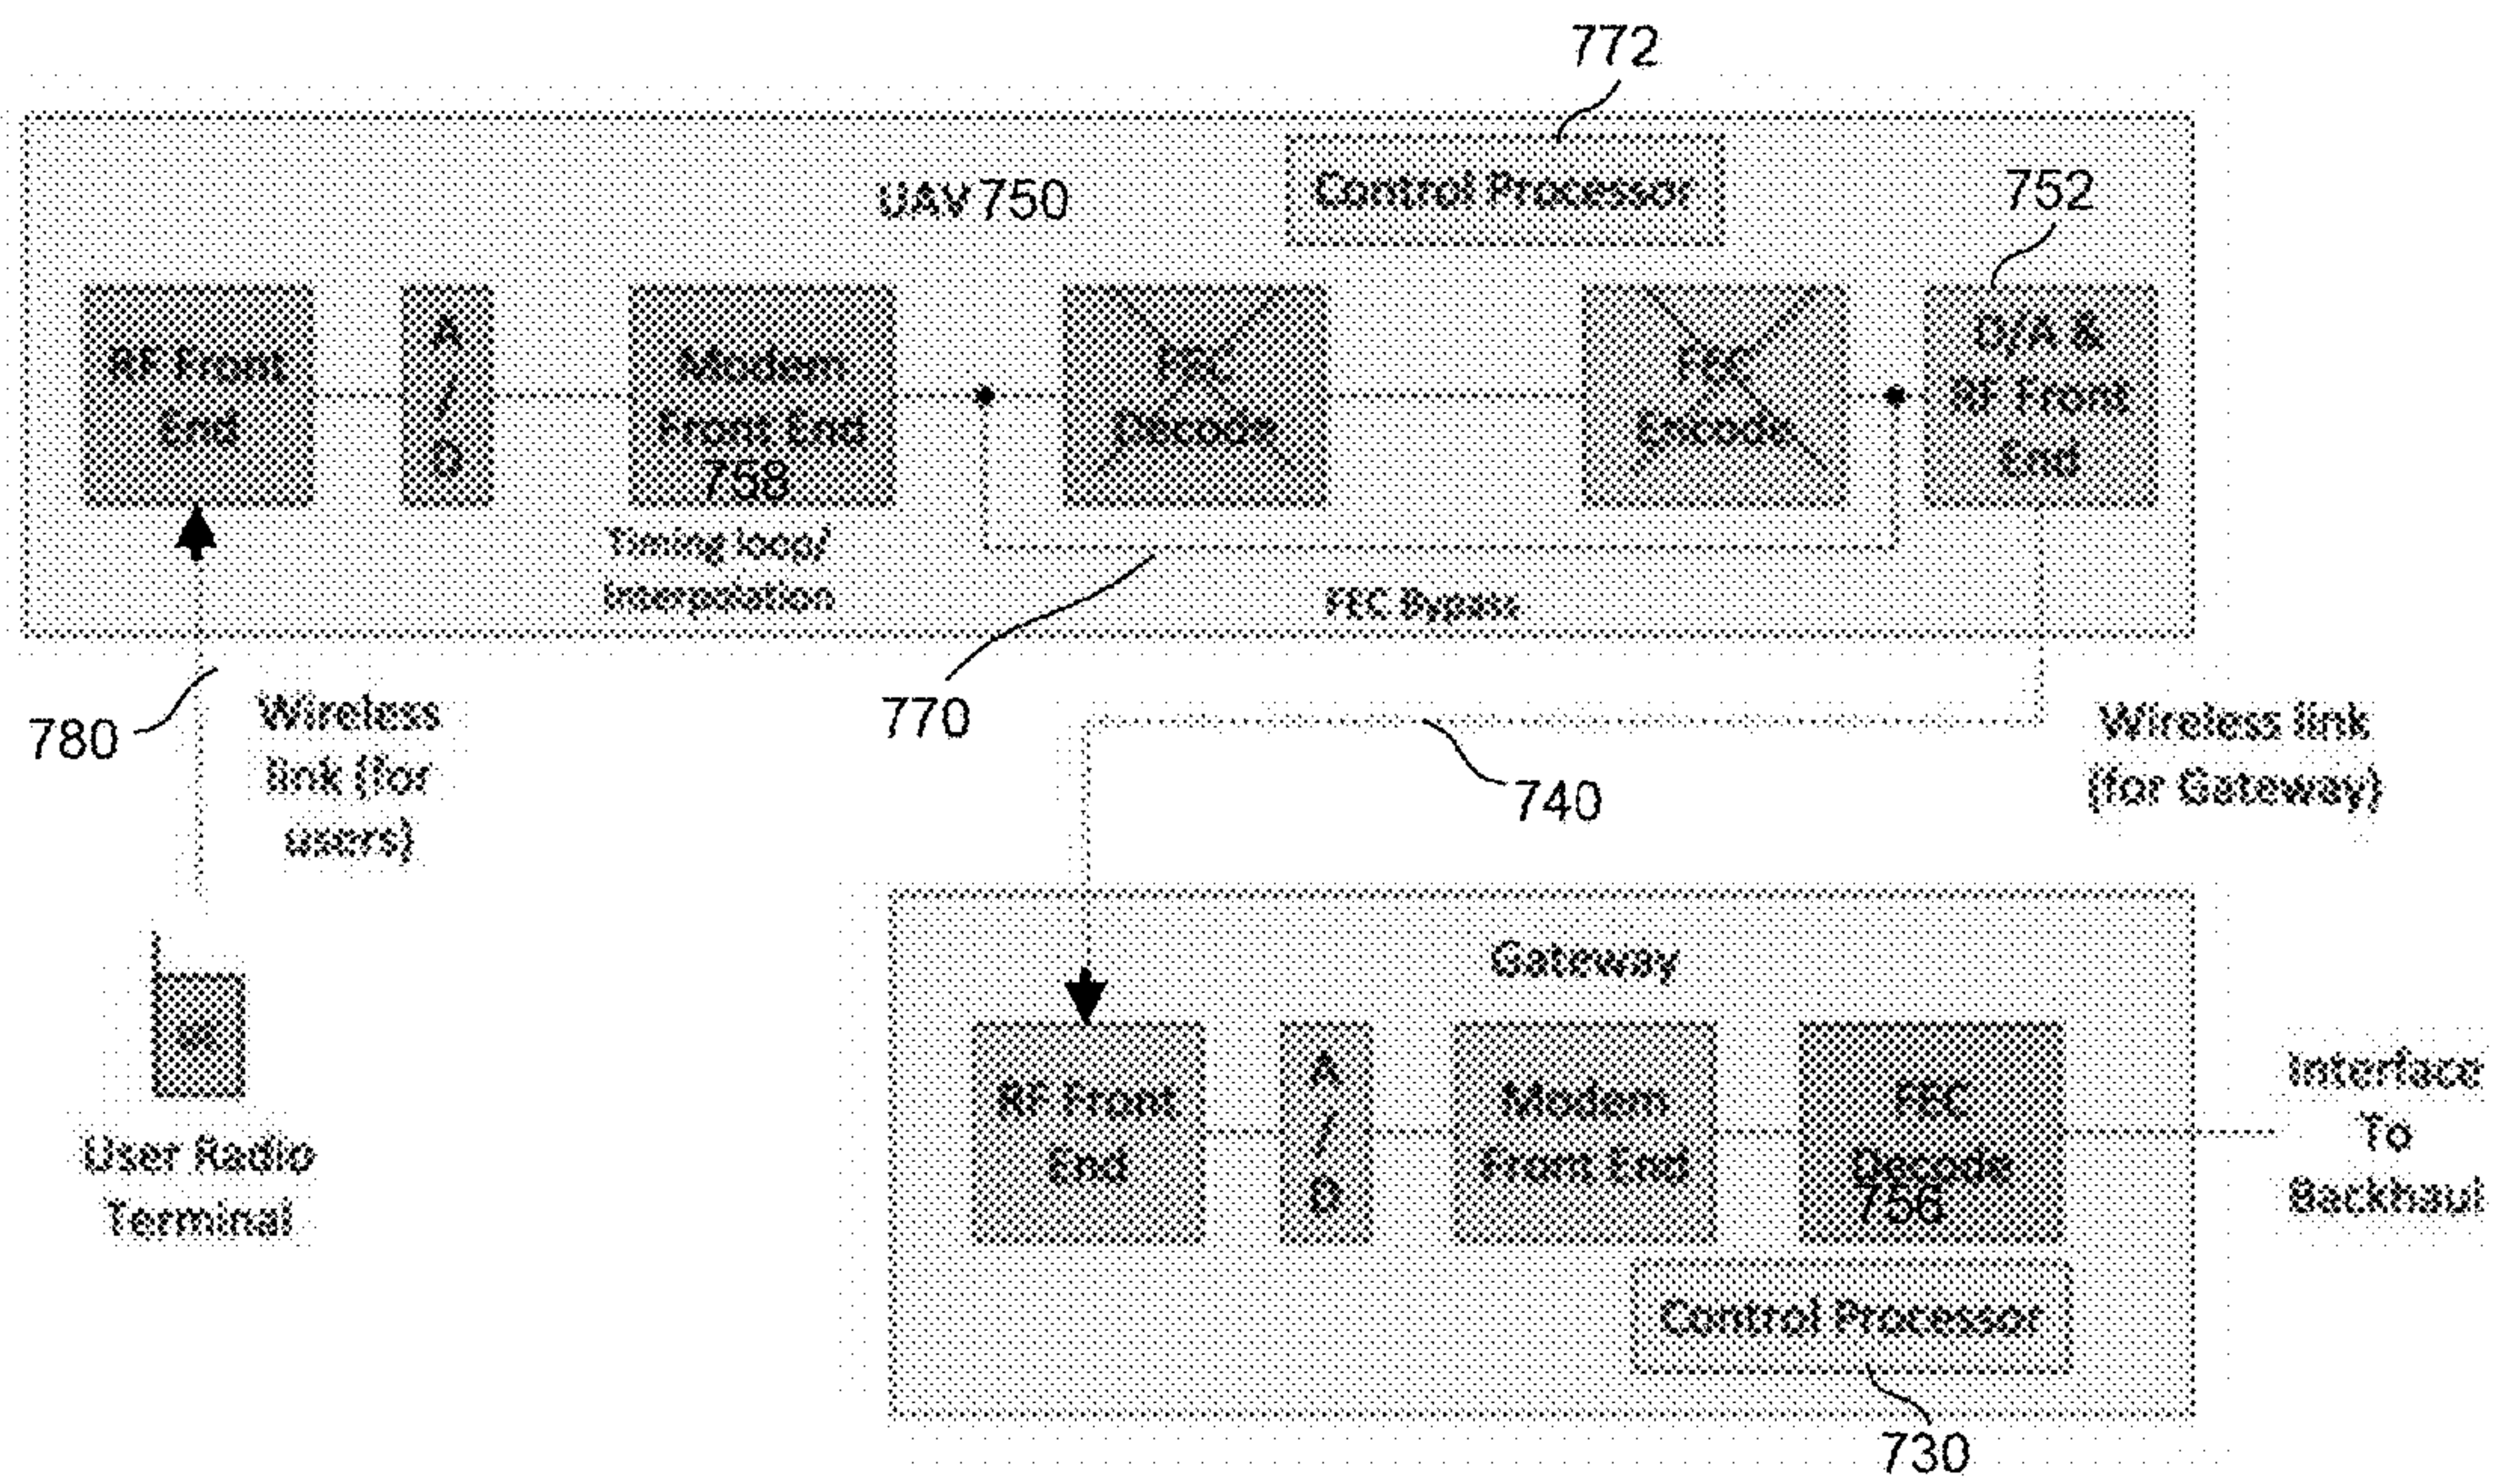 772
Control Processor
UAV 750
752
RF Front
End
A
/
D
Modem
Front End
758
Timing loop/
Interpolation
FEC
Decode
FEC
Encode
D/A &
RF Front
End
FEC Bypass
780
Wireless
link (for
users)
770
740
Wireless link
(for Gateway)
Gateway
RF Front
End
A
/
D
Modem
Front End
FEC
Decode
756
Interface
To
Backhaul
User Radio
Terminal
Control Processor
730